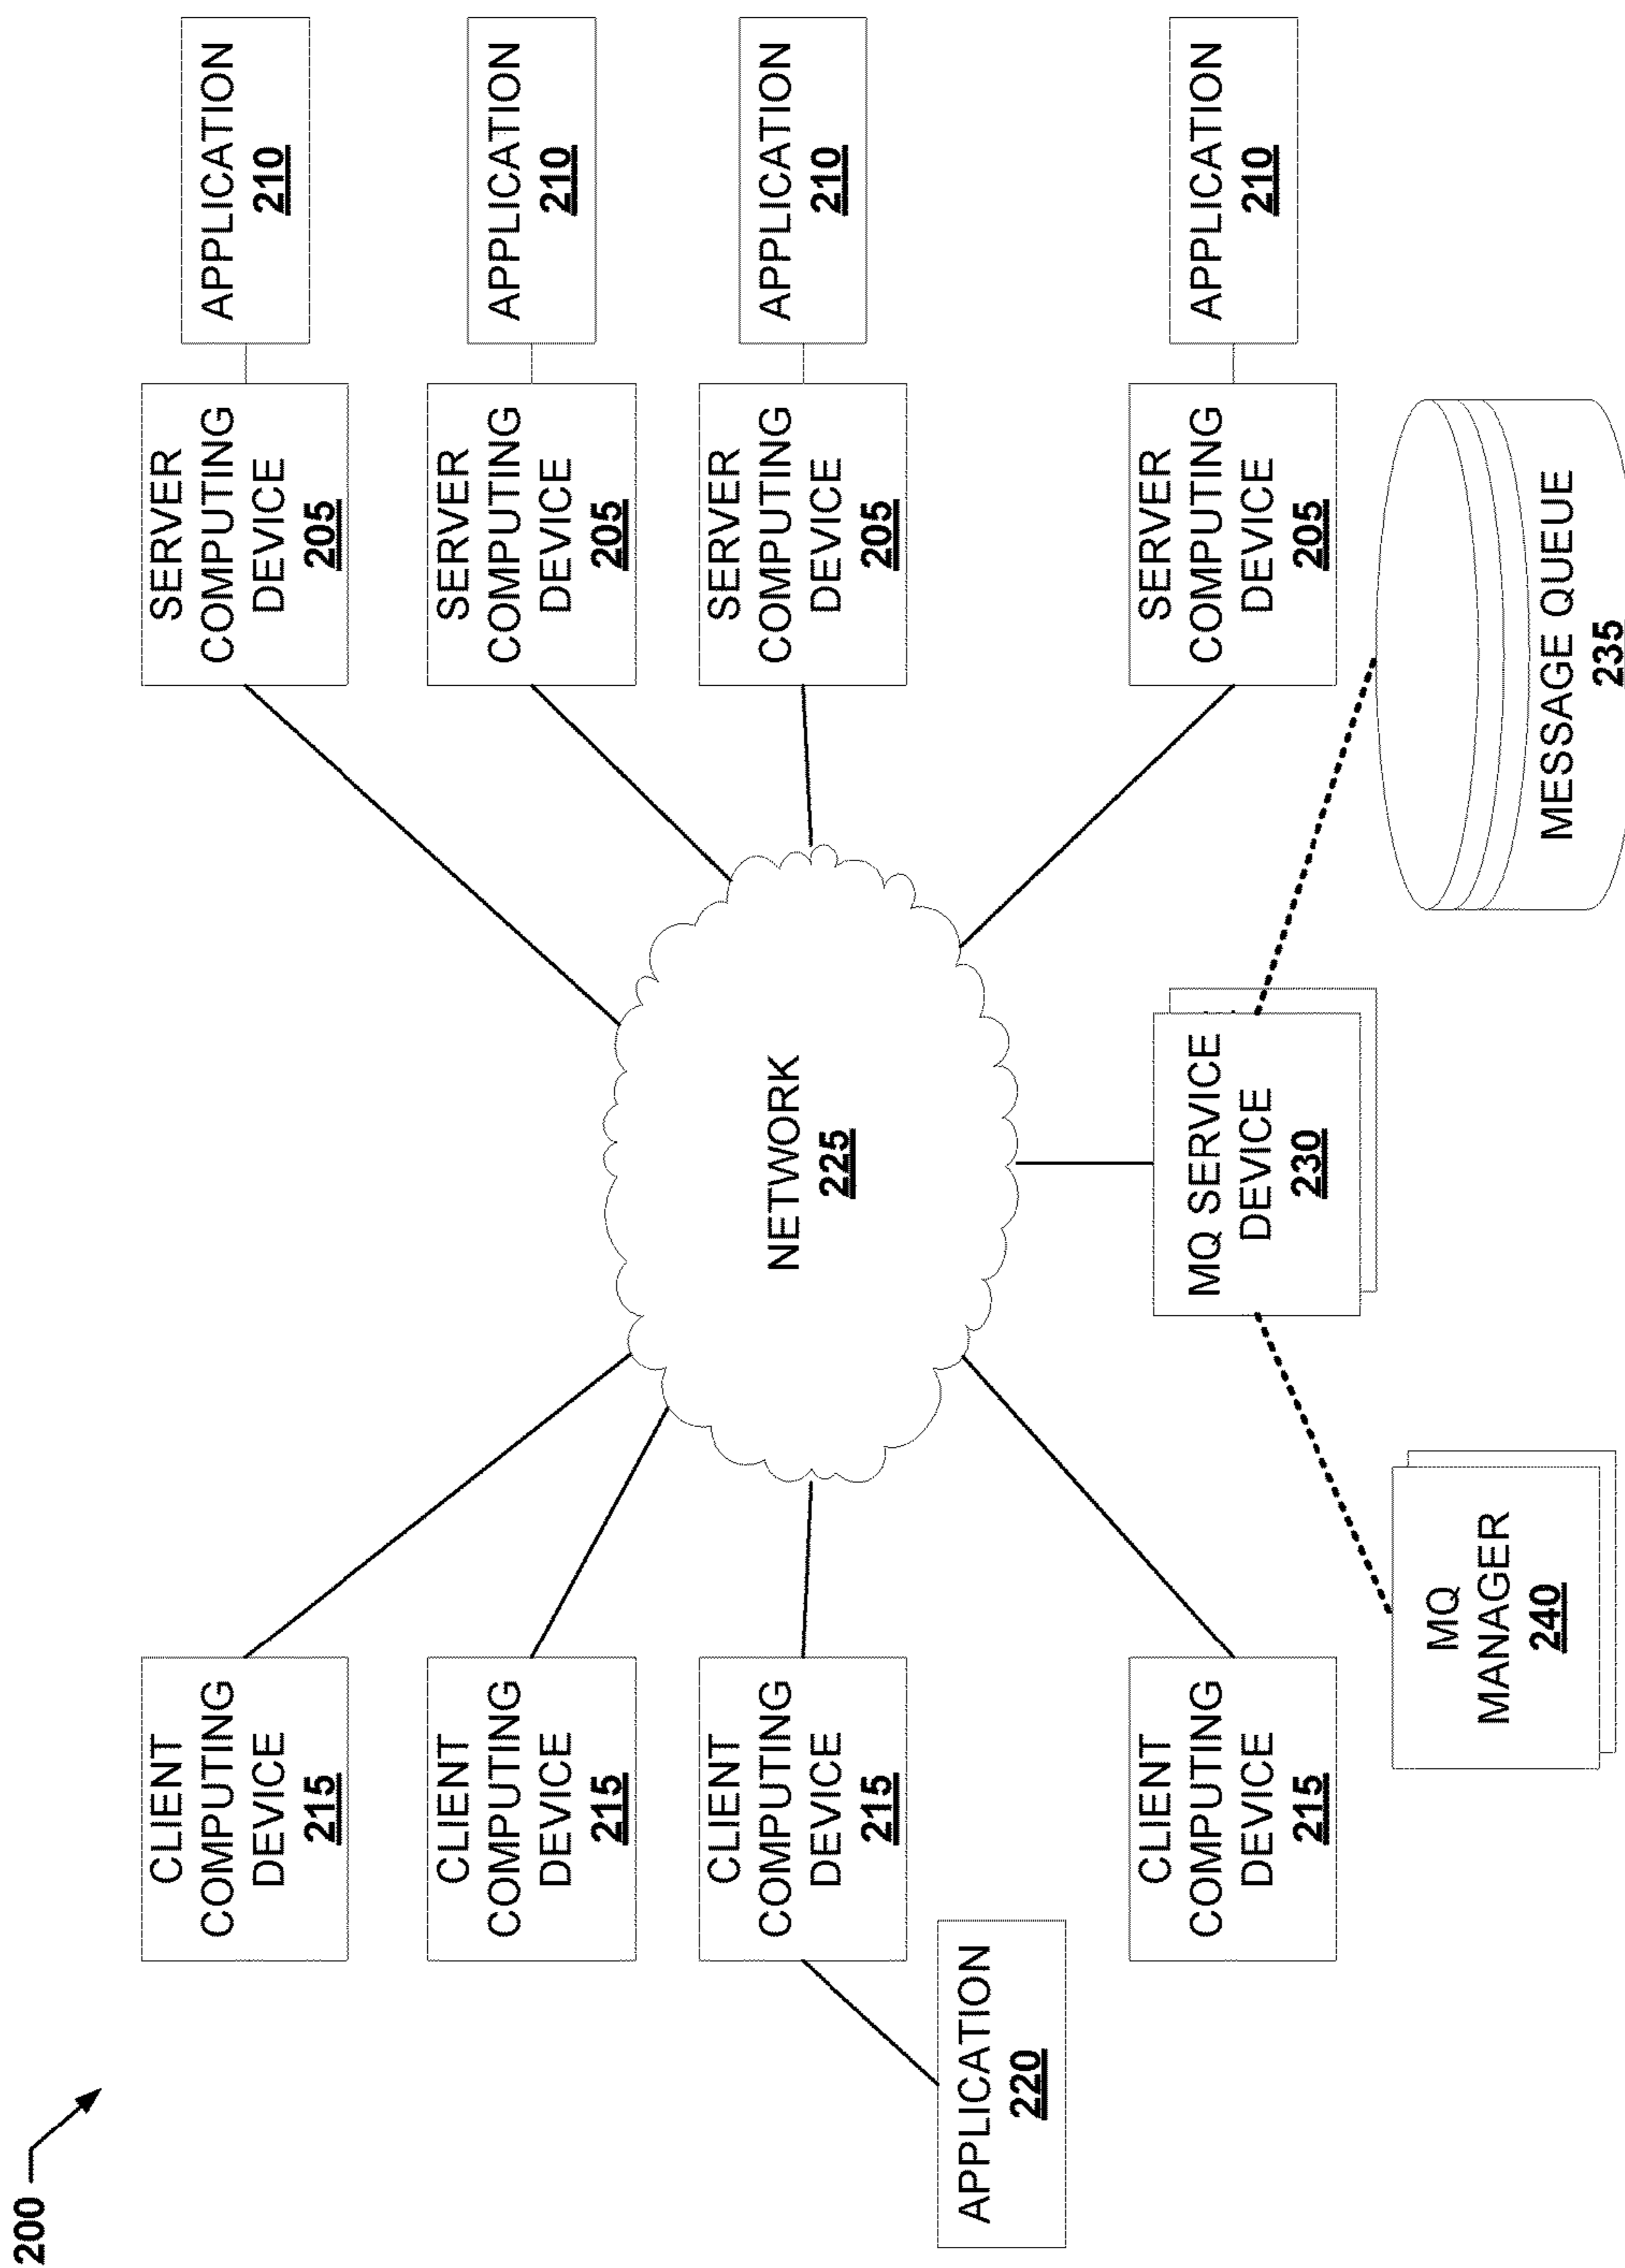 200
CLIENT
COMPUTING
DEVICE
215
CLIENT
COMPUTING
DEVICE
215
CLIENT
COMPUTING
DEVICE
215
APPLICATION
220
CLIENT
COMPUTING
DEVICE
215
MQ
MANAGER
240
NETWORK
225
MQ SERVICE
DEVICE
230
SERVER
COMPUTING
DEVICE
205
APPLICATION
210
SERVER
COMPUTING
DEVICE
205
APPLICATION
210
SERVER
COMPUTING
DEVICE
205
APPLICATION
210
SERVER
COMPUTING
DEVICE
205
APPLICATION
210
MESSAGE QUEUE
235